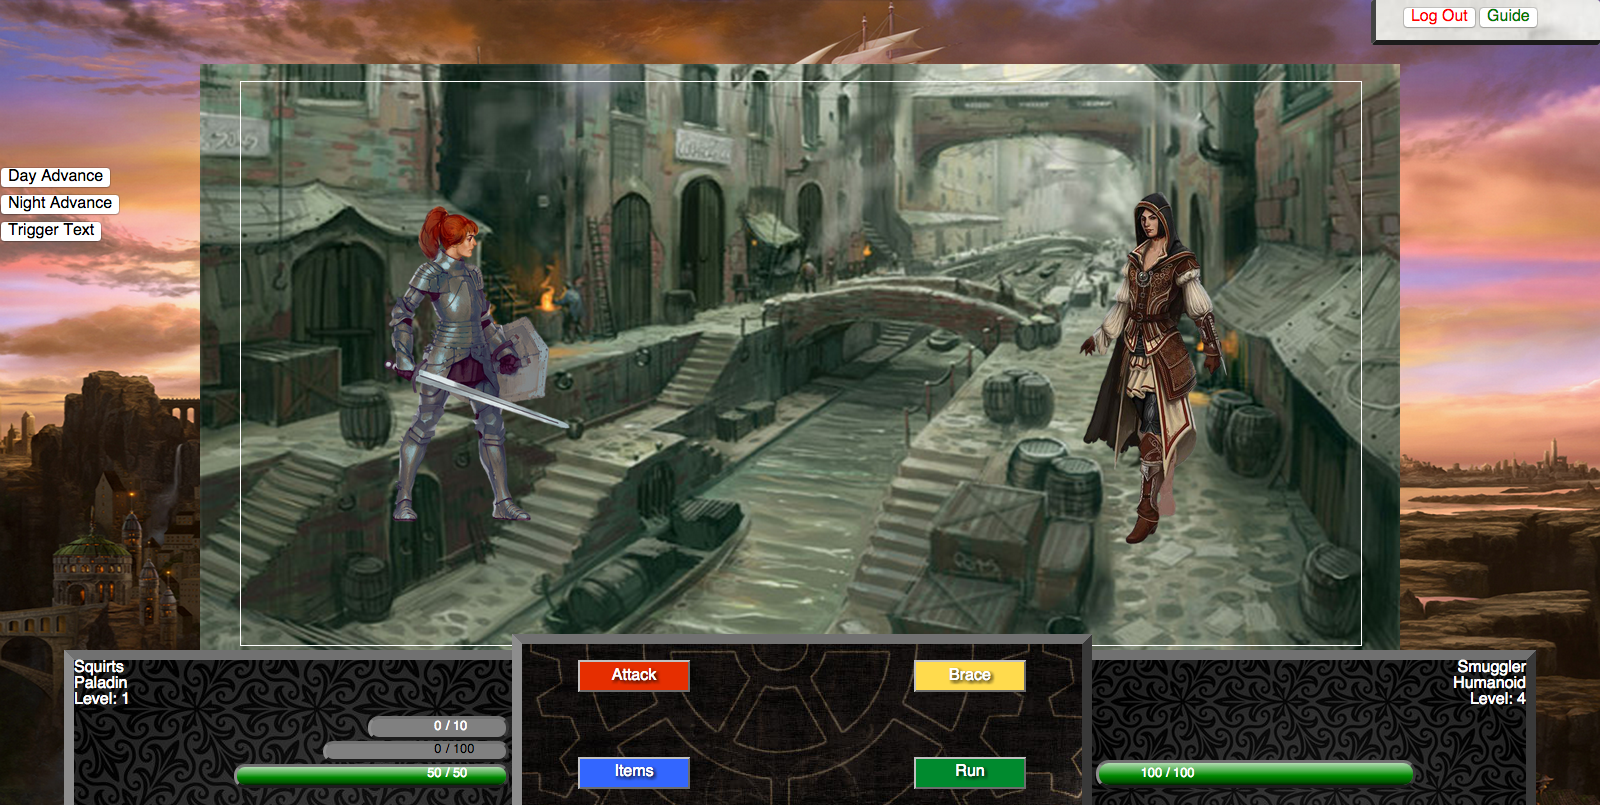 Log Out Guide
Day Advance
Night Advance
Trigger Text
Squirts
Paladin
Level: 1
0 / 10
0 / 100
50 / 50
Attack
Brace
Items
Run
Smuggler
Humanoid
Level: 4
100 / 100